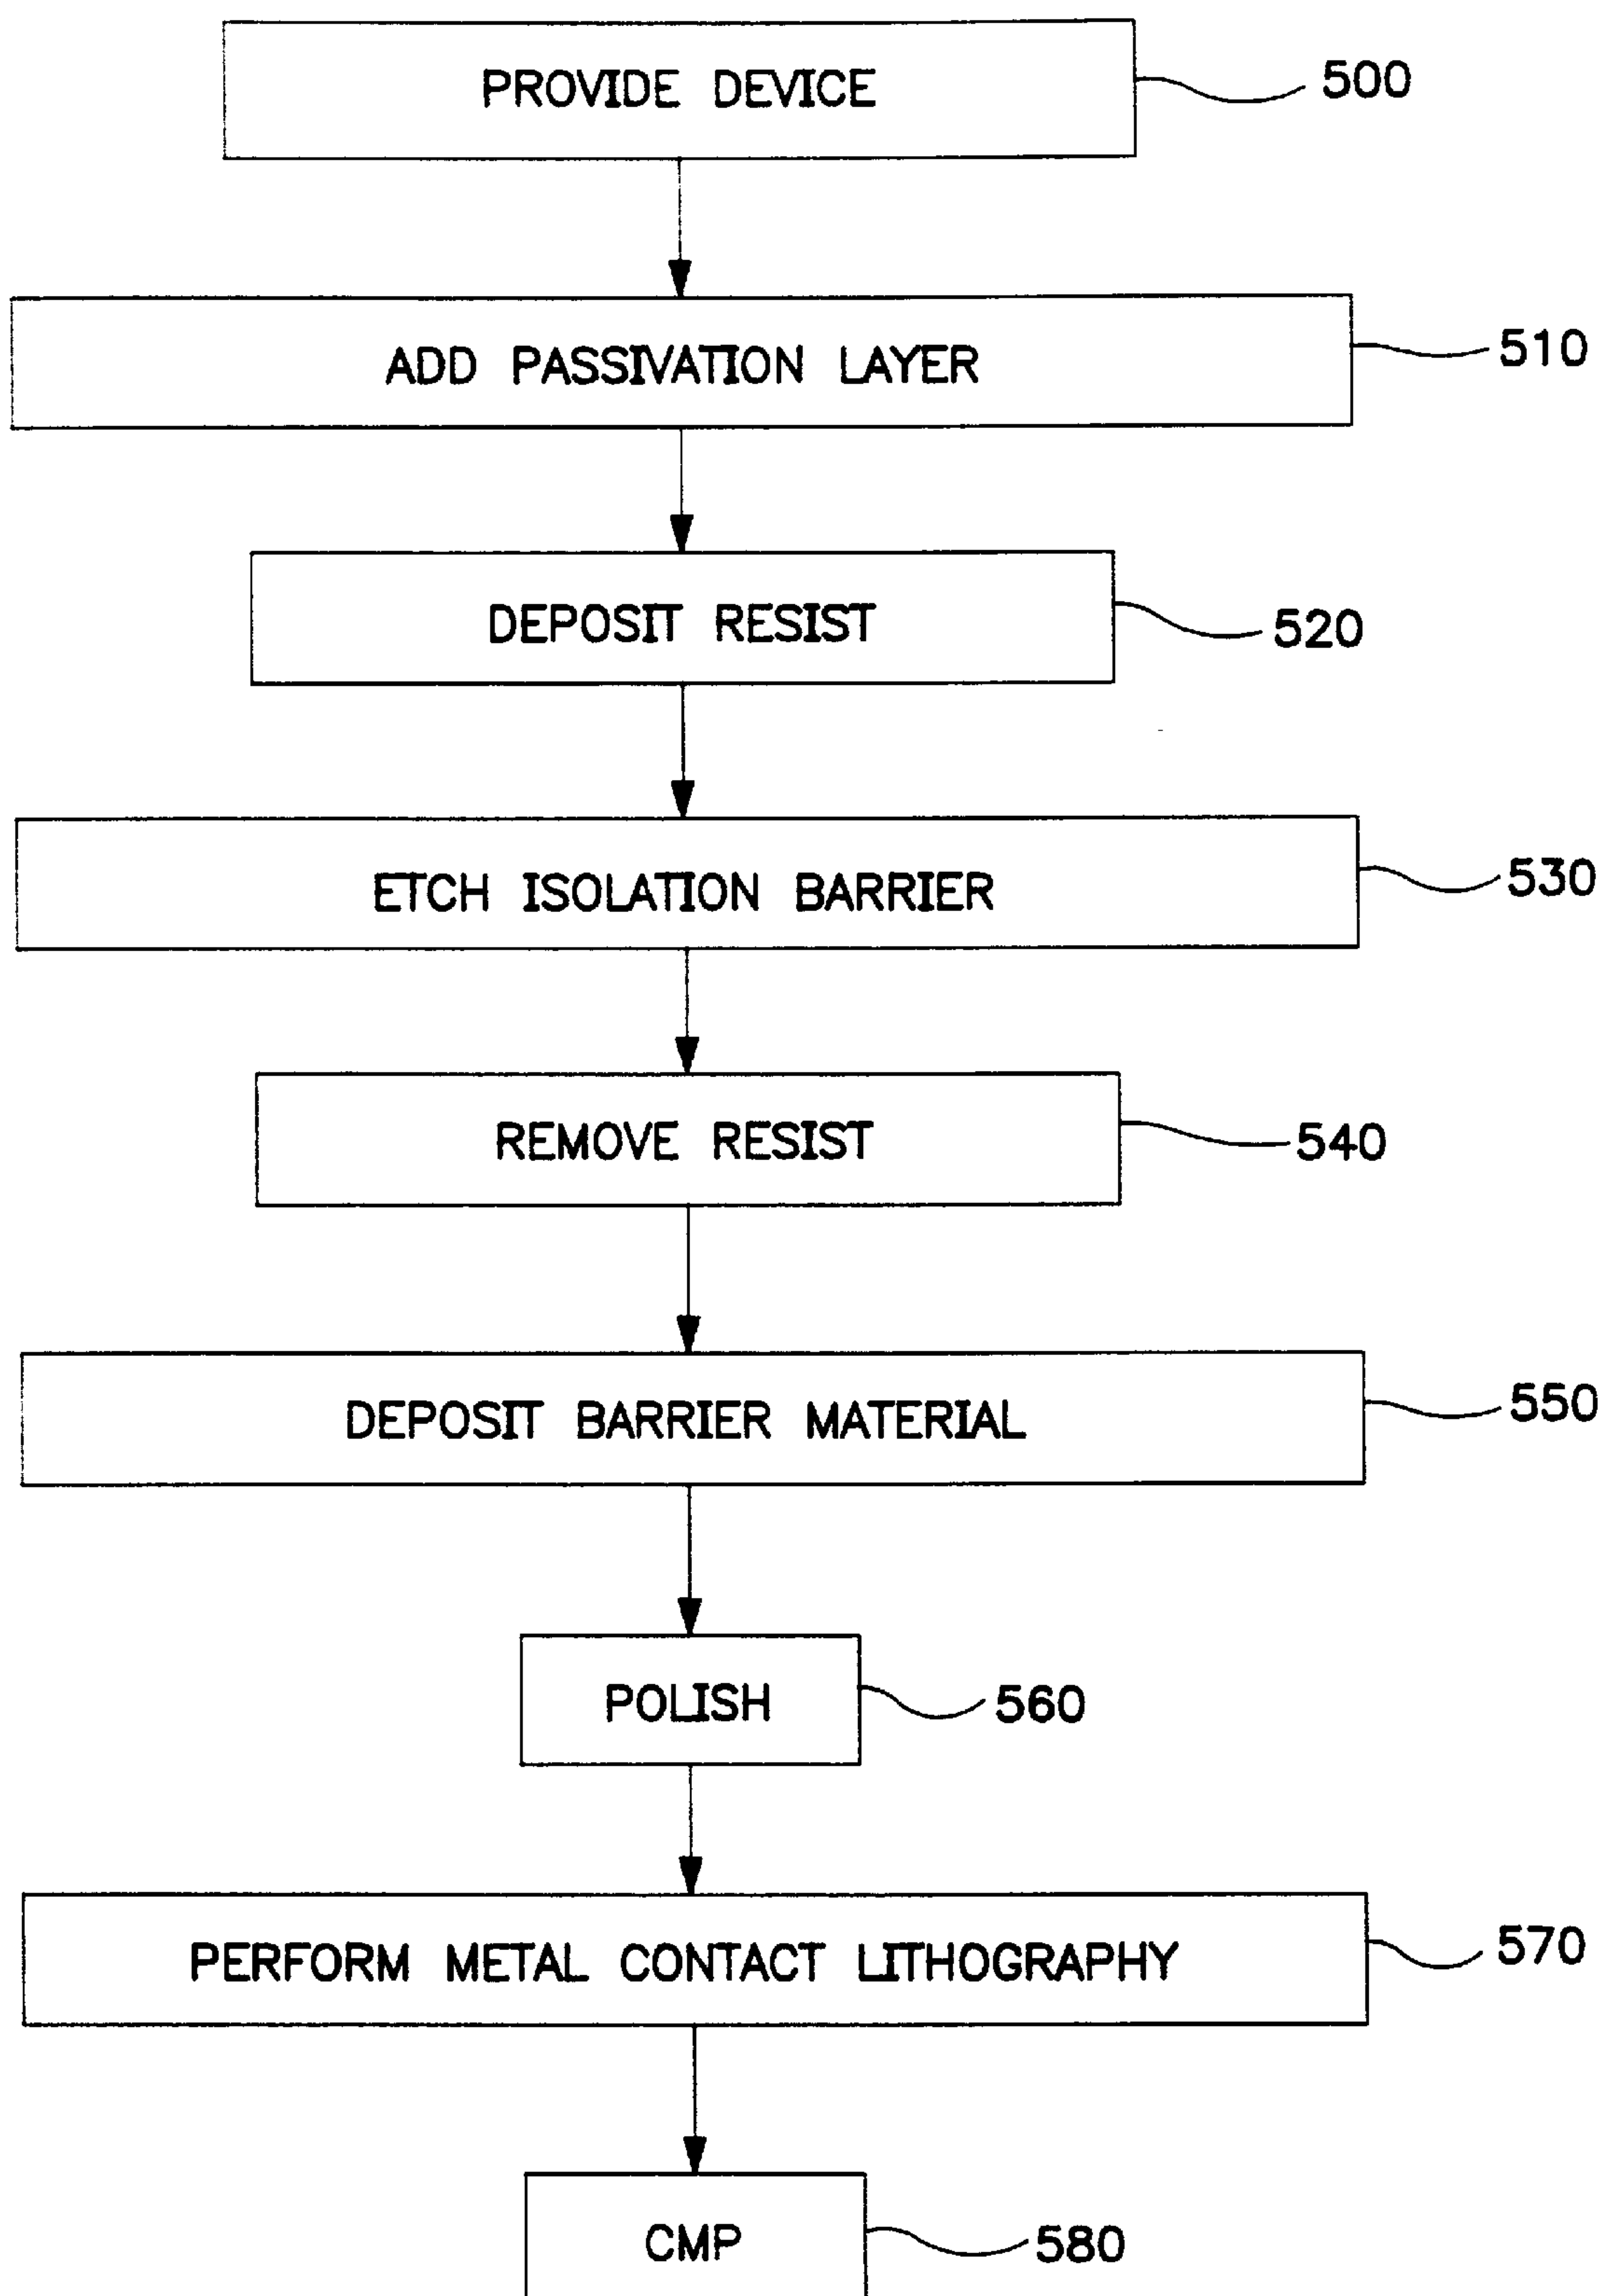 PROVIDE DEVICE 500
ADD PASSIVATION LAYER 510
DEPOSIT RESIST 520
ETCH ISOLATION BARRIER 530
REMOVE RESIST 540
DEPOSIT BARRIER MATERIAL 550
POLISH 560
PERFORM METAL CONTACT LITHOGRAPHY 570
CMP 580